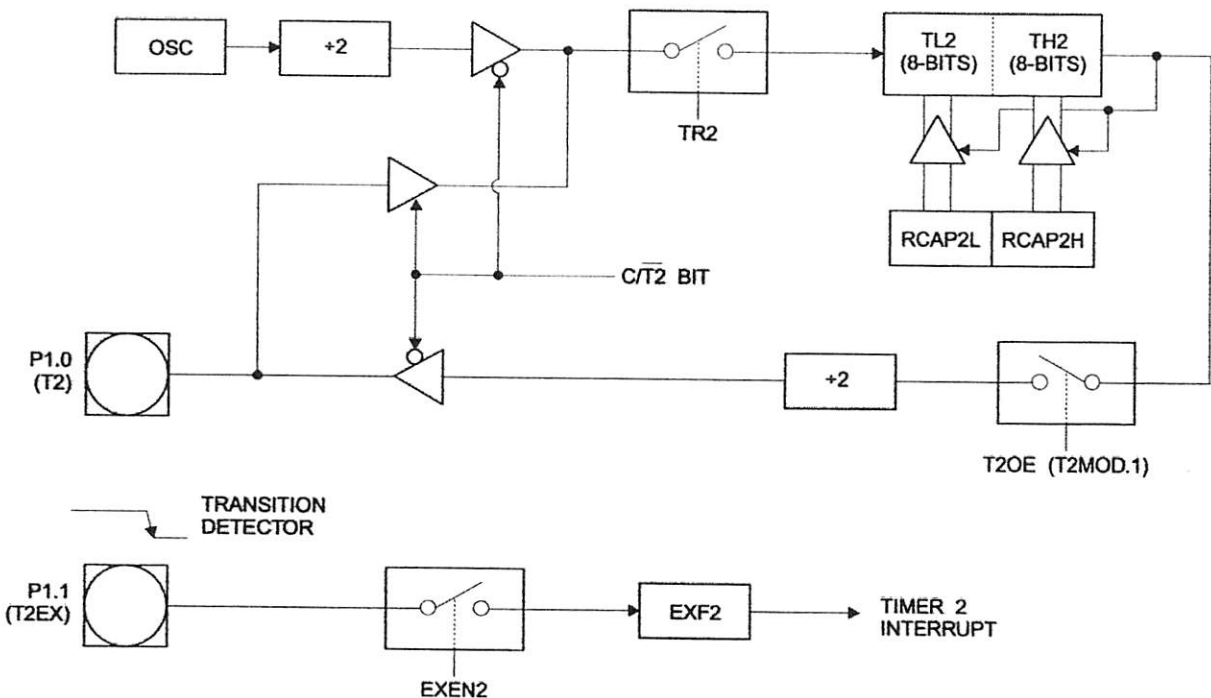 OSC
÷2
TL2
(8-BITS)
TH2
(8-BITS)
TR2
RCAP2L
RCAP2H
C/T̅2̅ BIT
P1.0
(T2)
÷2
T2OE (T2MOD.1)
TRANSITION
DETECTOR
P1.1
(T2EX)
EXF2
TIMER 2
INTERRUPT
EXEN2